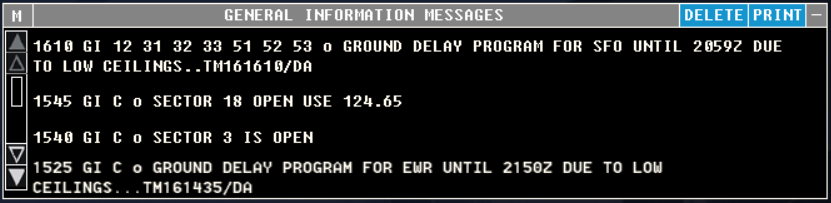 M GENERAL INFORMATION MESSAGES DELETE PRINT —
1610 GI 12 31 32 33 51 52 53 o GROUND DELAY PROGRAM FOR SFO UNTIL 2059Z DUE
TO LOW CEILINGS..TM161610/DA
1545 GI C o SECTOR 18 OPEN USE 124.65
1540 GI C o SECTOR 3 IS OPEN
1525 GI C o GROUND DELAY PROGRAM FOR EWR UNTIL 2150Z DUE TO LOW
CEILINGS...TM161435/DA